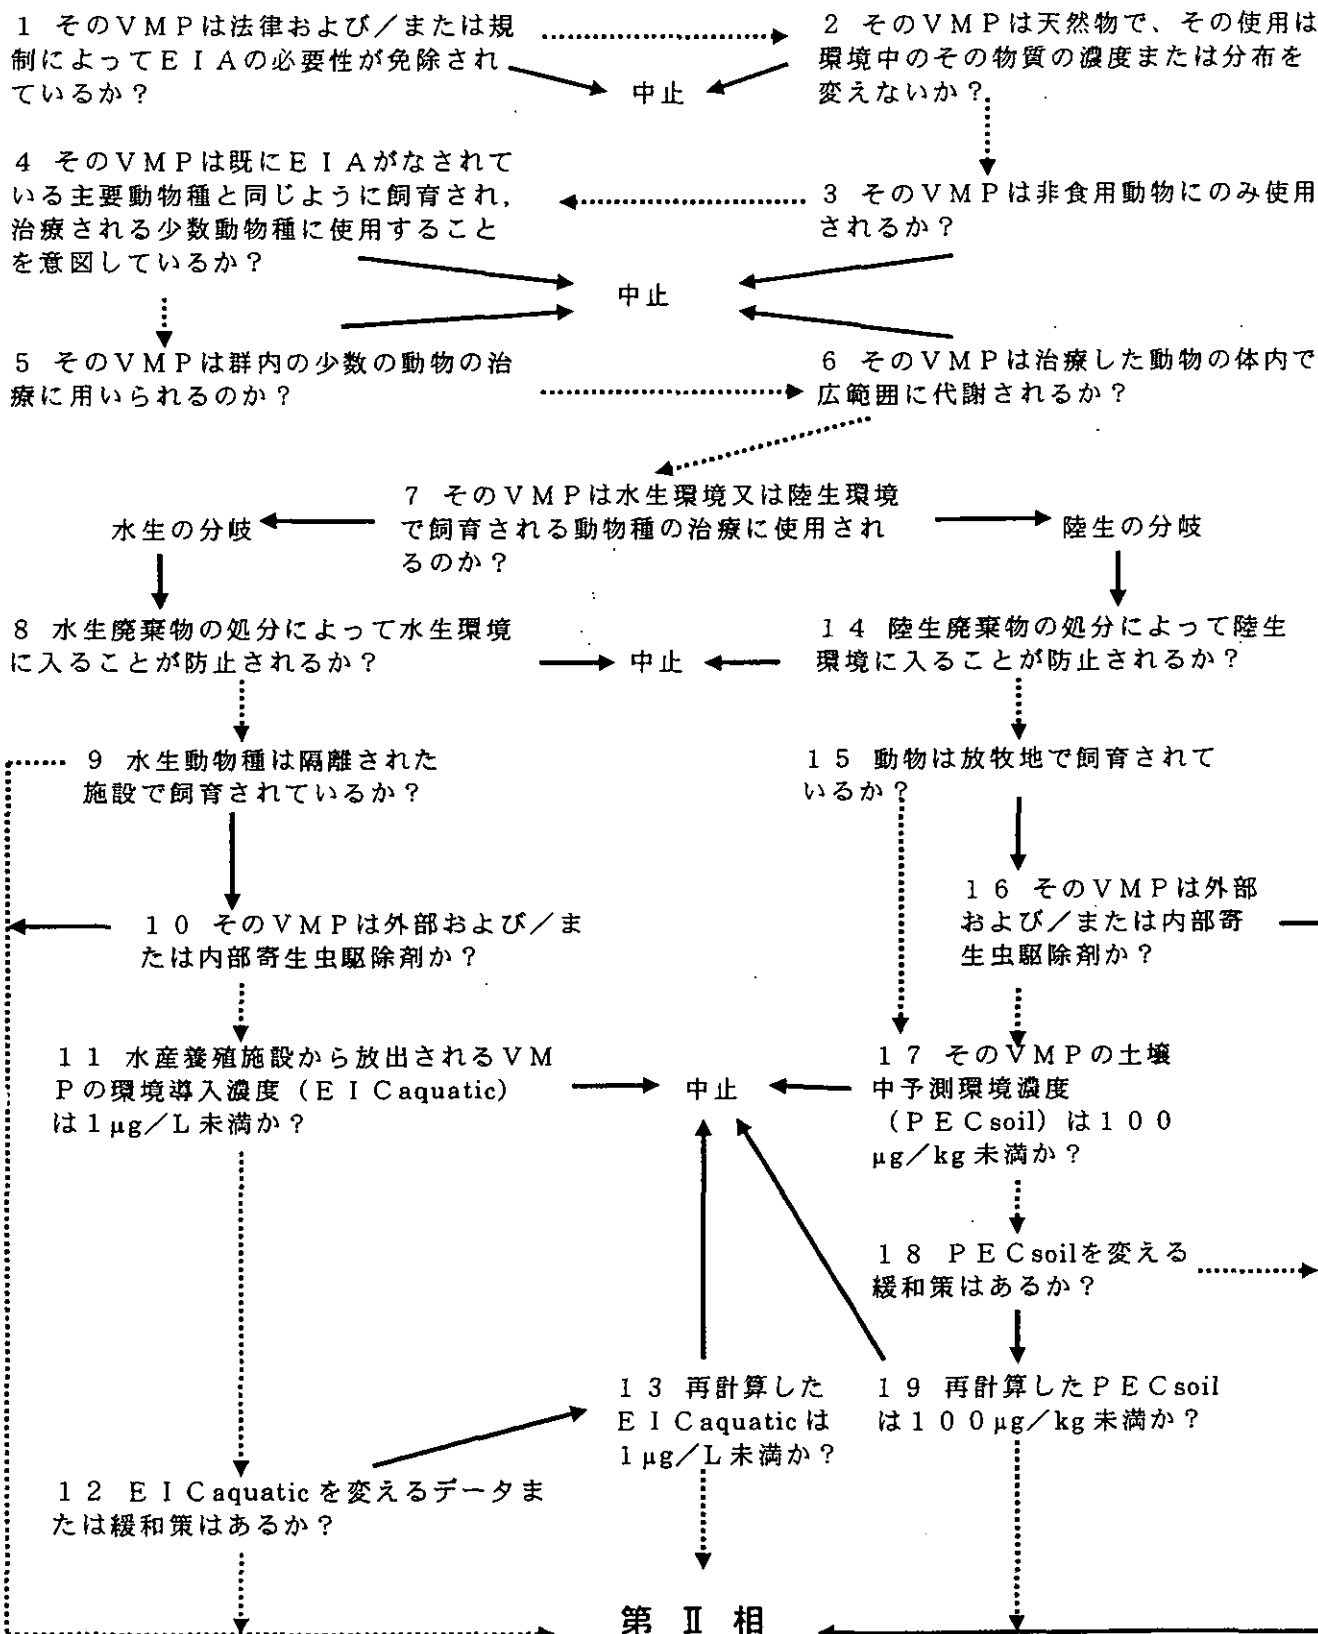 1 そのVMPは法律および／または規
制によってEIAの必要性が免除され
ているか？
2 そのVMPは天然物で、その使用は
環境中のその物質の濃度または分布を
変えないか？
中止
4 そのVMPは既にEIAがなされて
いる主要動物種と同じように飼育され，
治療される少数動物種に使用すること
を意図しているか？
3 そのVMPは非食用動物にのみ使用
されるか？
中止
5 そのVMPは群内の少数の動物の治
療に用いられるのか？
6 そのVMPは治療した動物の体内で
広範囲に代謝されるか？
7 そのVMPは水生環境又は陸生環境
で飼育される動物種の治療に使用され
るのか？
水生の分岐
陸生の分岐
8 水生廃棄物の処分によって水生環境
に入ることが防止されるか？
中止
14 陸生廃棄物の処分によって陸生
環境に入ることが防止されるか？
9 水生動物種は隔離された
施設で飼育されているか？
15 動物は放牧地で飼育されて
いるか？
10 そのVMPは外部および／ま
たは内部寄生虫駆除剤か？
16 そのVMPは外部
および／または内部寄
生虫駆除剤か？
11 水産養殖施設から放出されるVM
Pの環境導入濃度（EICaquatic）
は1μg／L未満か？
中止
17 そのVMPの土壌
中予測環境濃度
（PECsoil）は100
μg／kg未満か？
18 PECsoilを変える
緩和策はあるか？
13 再計算した
EICaquaticは
1μg／L未満か？
19 再計算したPECsoil
は100μg／kg未満か？
12 EICaquaticを変えるデータま
たは緩和策はあるか？
第Ⅱ相